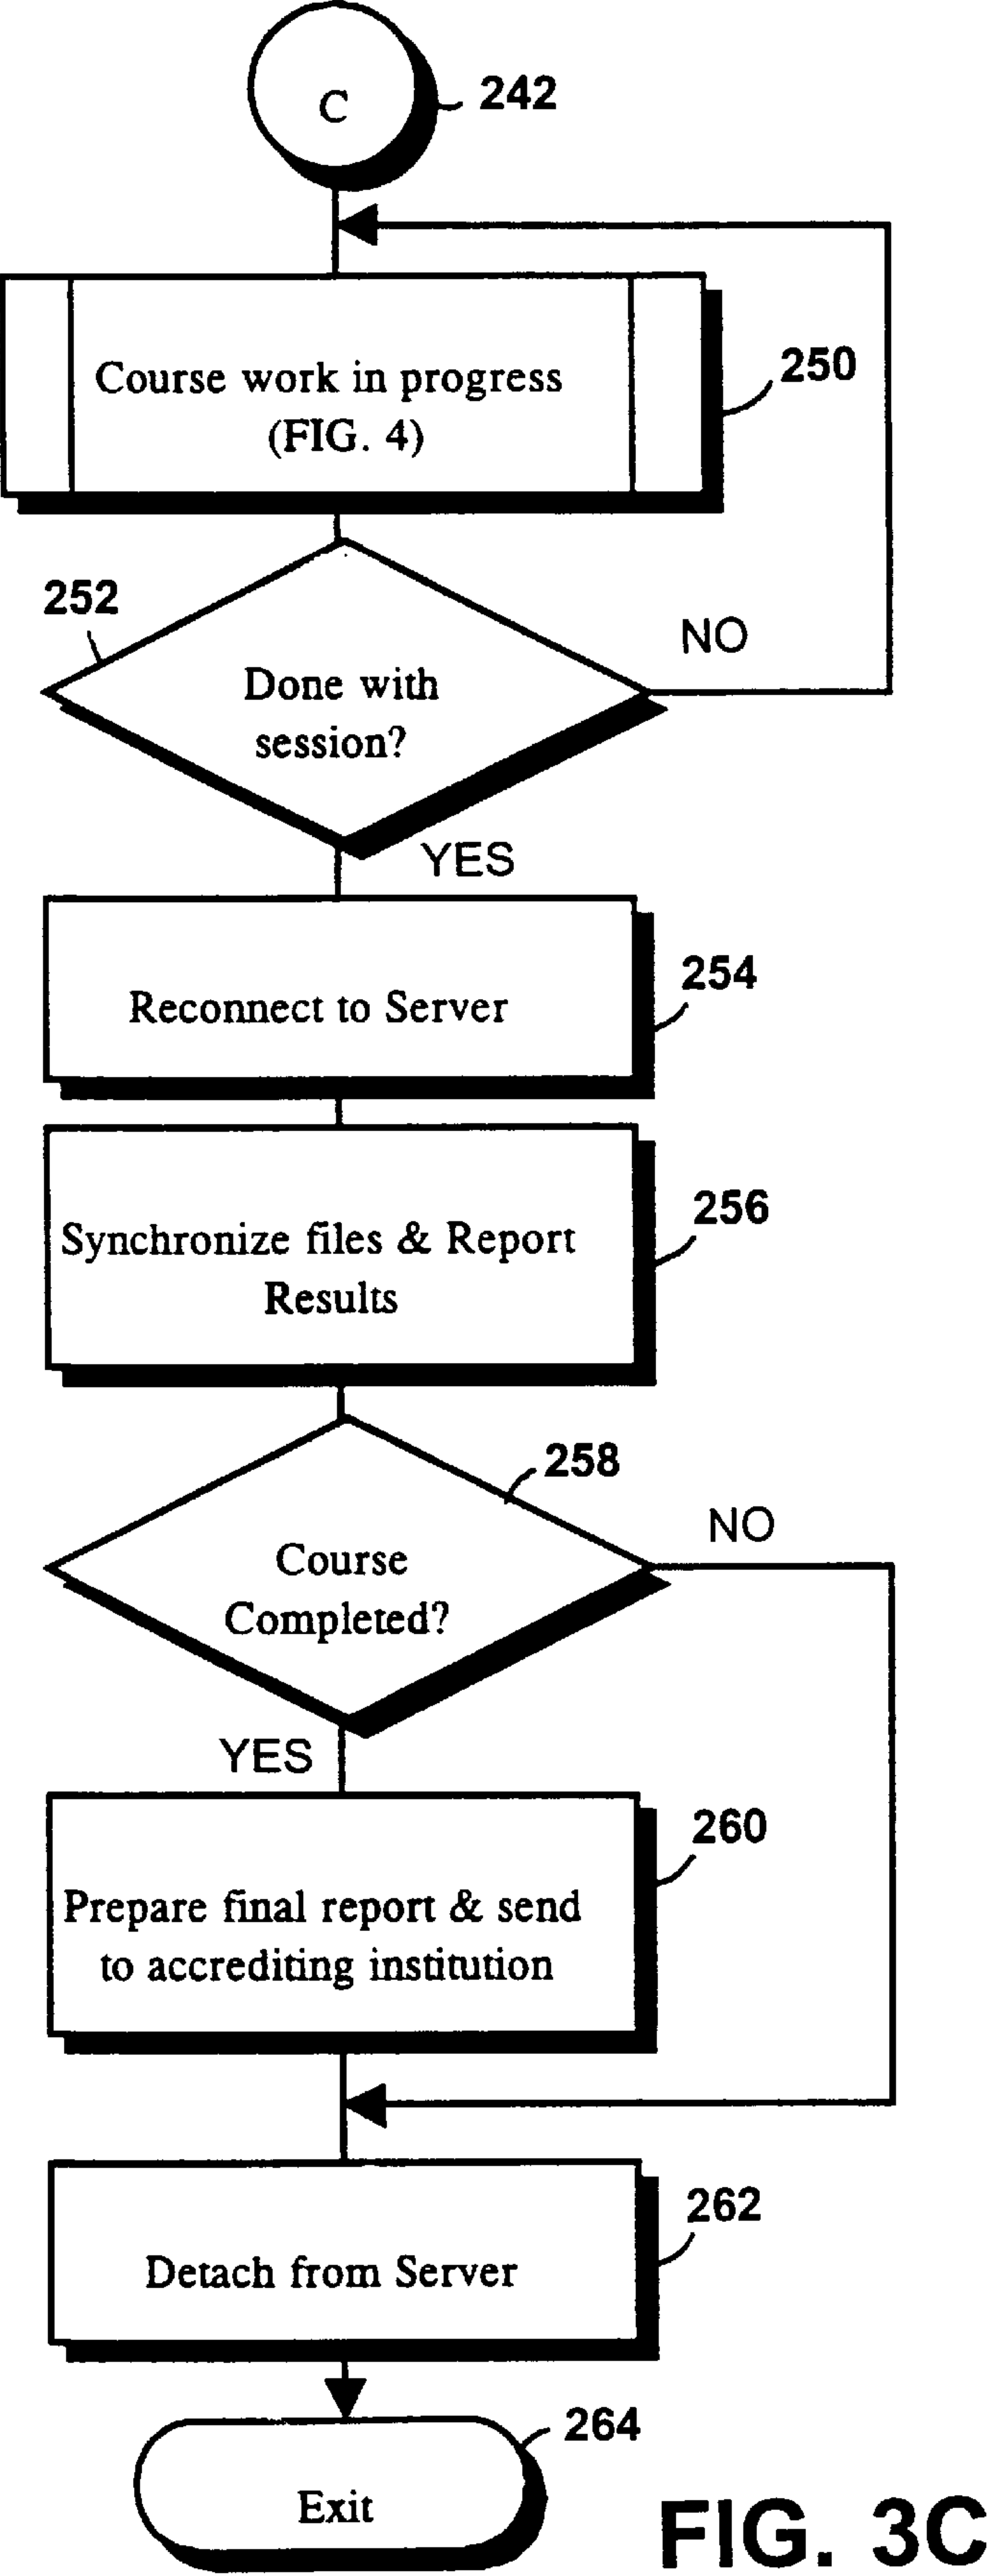 C
242
Course work in progress
(FIG. 4)
250
252
NO
Done with
session?
YES
Reconnect to Server
254
Synchronize files & Report
Results
256
258
NO
Course
Completed?
YES
Prepare final report & send
to accrediting institution
260
Detach from Server
262
264
Exit
FIG. 3C